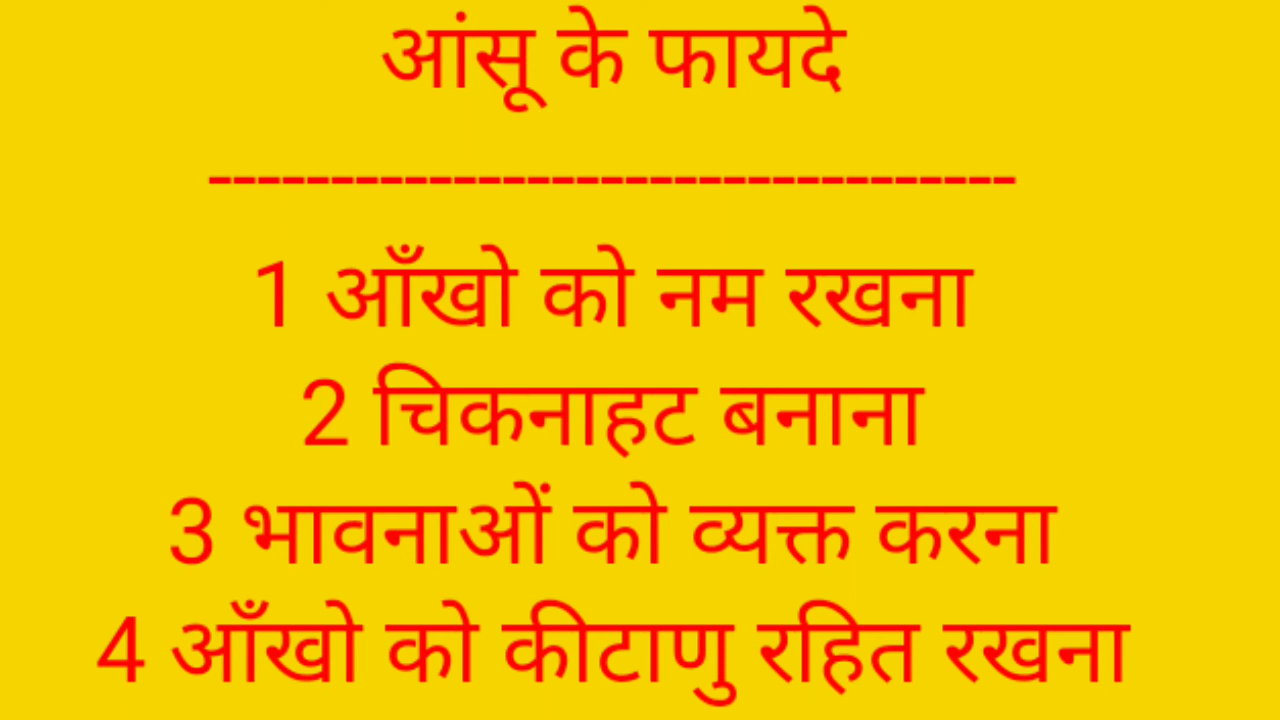 आंसू के फायदे
---------------------------------
1 आँखो को नम रखना
2 चिकनाहट बनाना
3 भावनाओं को व्यक्त करना
4 आँखो को कीटाणु रहित रखना